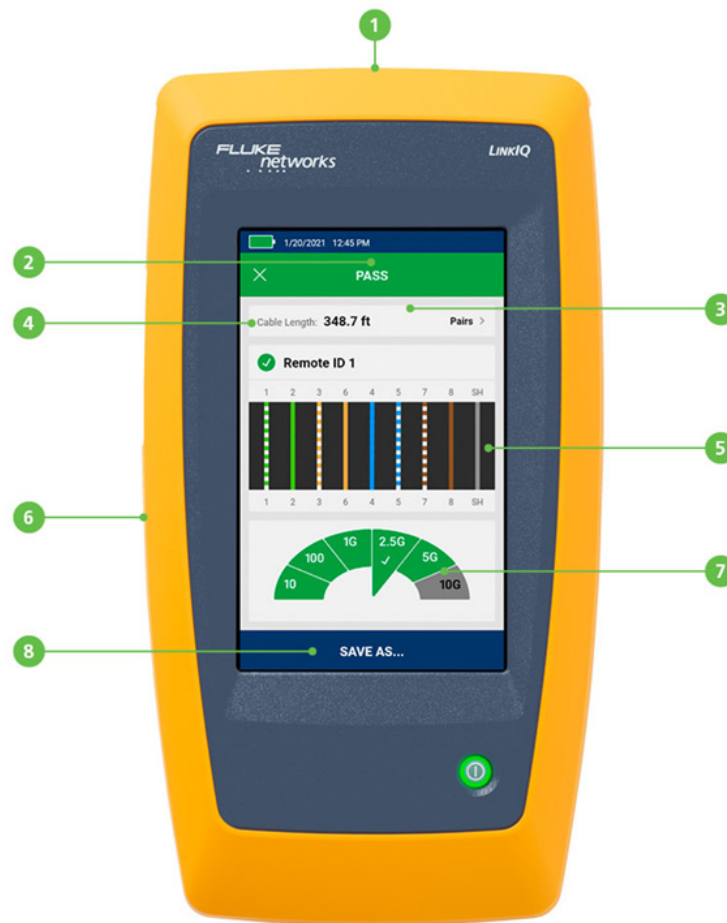 1
FLUKE
networks
LINKIQ
1/20/2021 12:45 PM
2
PASS
3
4
Cable Length: 348.7 ft
Pairs >
Remote ID 1
1 2 3 6 4 5 7 8 SH
5
1 2 3 6 4 5 7 8 SH
6
10 100 1G 2.5G 5G 10G
7
8
SAVE AS...